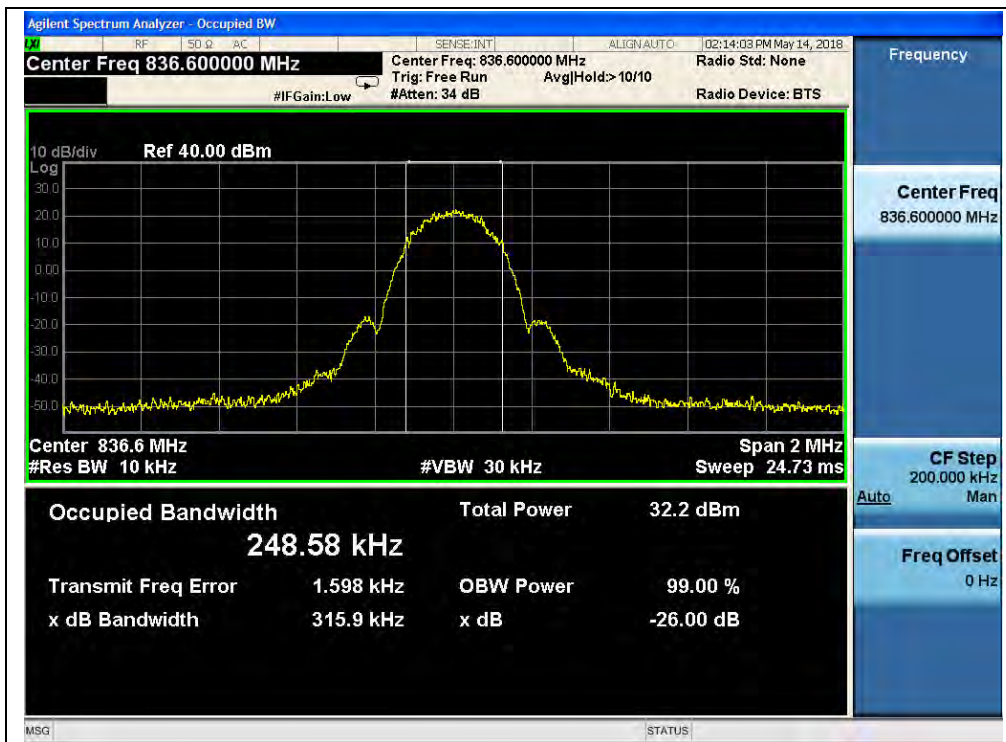 Agilent Spectrum Analyzer - Occupied BW
LXI RF 50 Ω AC SENSE:INT ALIGN AUTO 02:14:03 PM May 14, 2018
Center Freq 836.600000 MHz
Center Freq: 836.600000 MHz
Radio Std: None
Trig: Free Run Avg|Hold:>10/10
#IFGain:Low
#Atten: 34 dB
Radio Device: BTS
10 dB/div Ref 40.00 dBm
Log
30.0
20.0
10.0
0.00
-10.0
-20.0
-30.0
-40.0
-50.0
Center 836.6 MHz Span 2 MHz
#Res BW 10 kHz #VBW 30 kHz Sweep 24.73 ms
Occupied Bandwidth Total Power 32.2 dBm
248.58 kHz
Transmit Freq Error 1.598 kHz OBW Power 99.00 %
x dB Bandwidth 315.9 kHz x dB -26.00 dB
MSG STATUS
Frequency
Center Freq
836.600000 MHz
CF Step
200.000 kHz
Auto Man
Freq Offset
0 Hz